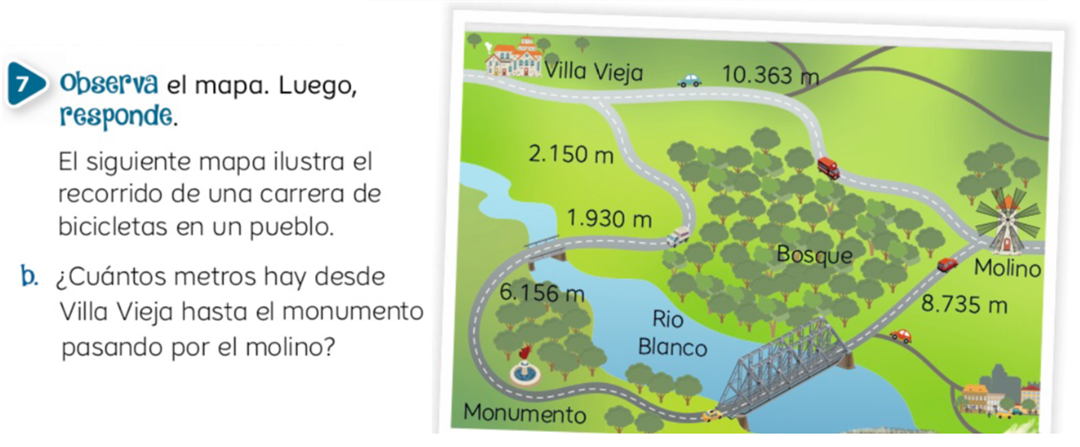 7 Observa el mapa. Luego,
responde.
El siguiente mapa ilustra el
recorrido de una carrera de
bicicletas en un pueblo.
b. ¿Cuántos metros hay desde
Villa Vieja hasta el monumento
pasando por el molino?
Villa Vieja
10.363 m
2.150 m
1.930 m
Bosque
Molino
6.156 m
8.735 m
Rio
Blanco
Monumento